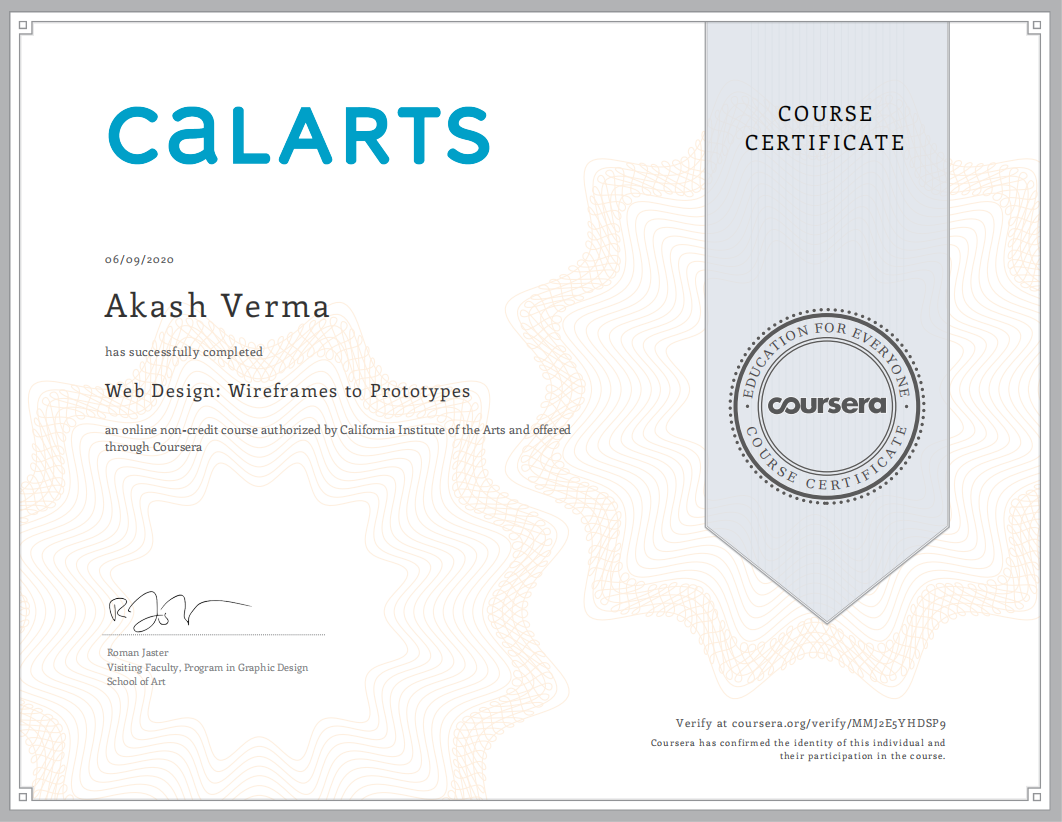 CALARTS
COURSE
CERTIFICATE
06/09/2020
Akash Verma
has successfully completed
Web Design: Wireframes to Prototypes
an online non-credit course authorized by California Institute of the Arts and offered
through Coursera
EDUCATION FOR EVERYONE
coursera
COURSE CERTIFICATE
Roman Jaster
Visiting Faculty, Program in Graphic Design
School of Art
Verify at coursera.org/verify/MMJ2E5YHDSP9
Coursera has confirmed the identity of this individual and
their participation in the course.